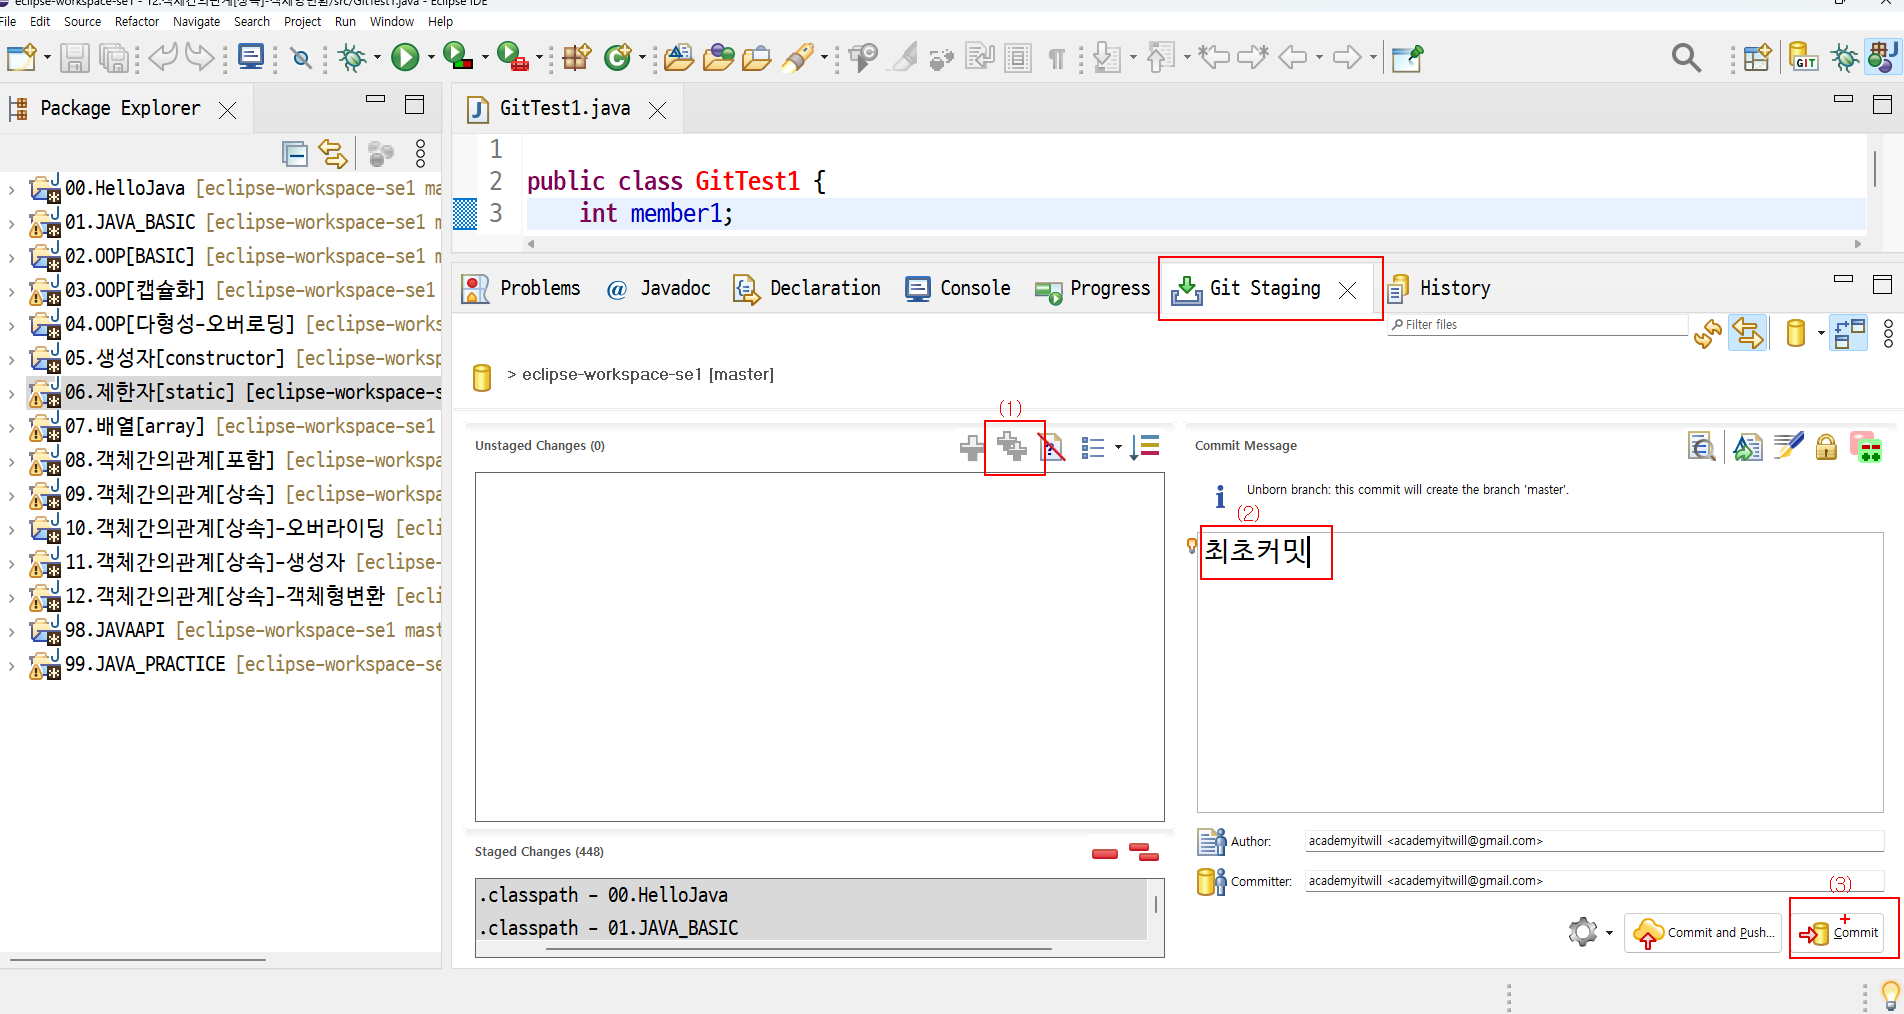 eclipse-workspace-se1 - 12.객체간의관계[상속]-객체형변환/src/GitTest1.java - Eclipse IDE
File Edit Source Refactor Navigate Search Project Run Window Help
Package Explorer
GitTest1.java
00.HelloJava [eclipse-workspace-se1 ma
01.JAVA_BASIC [eclipse-workspace-se1 m
02.OOP[BASIC] [eclipse-workspace-se1 m
03.OOP[캡슐화] [eclipse-workspace-se1
04.OOP[다형성-오버로딩] [eclipse-works
05.생성자[constructor] [eclipse-worksp
06.제한자[static] [eclipse-workspace-s
07.배열[array] [eclipse-workspace-se1
08.객체간의관계[포함] [eclipse-workspa
09.객체간의관계[상속] [eclipse-workspa
10.객체간의관계[상속]-오버라이딩 [ecli
11.객체간의관계[상속]-생성자 [eclipse-
12.객체간의관계[상속]-객체형변환 [ecli
98.JAVAAPI [eclipse-workspace-se1 mast
99.JAVA_PRACTICE [eclipse-workspace-se
1
2 public class GitTest1 {
3 int member1;
Problems @ Javadoc Declaration Console Progress Git Staging History
Filter files
> eclipse-workspace-se1 [master]
(1)
Unstaged Changes (0)
Commit Message
Unborn branch: this commit will create the branch 'master'.
(2)
최초커밋
Staged Changes (448)
.classpath - 00.HelloJava
.classpath - 01.JAVA_BASIC
Author: academyitwill <academyitwill@gmail.com>
Committer: academyitwill <academyitwill@gmail.com>
(3)
Commit and Push...
Commit
GIT